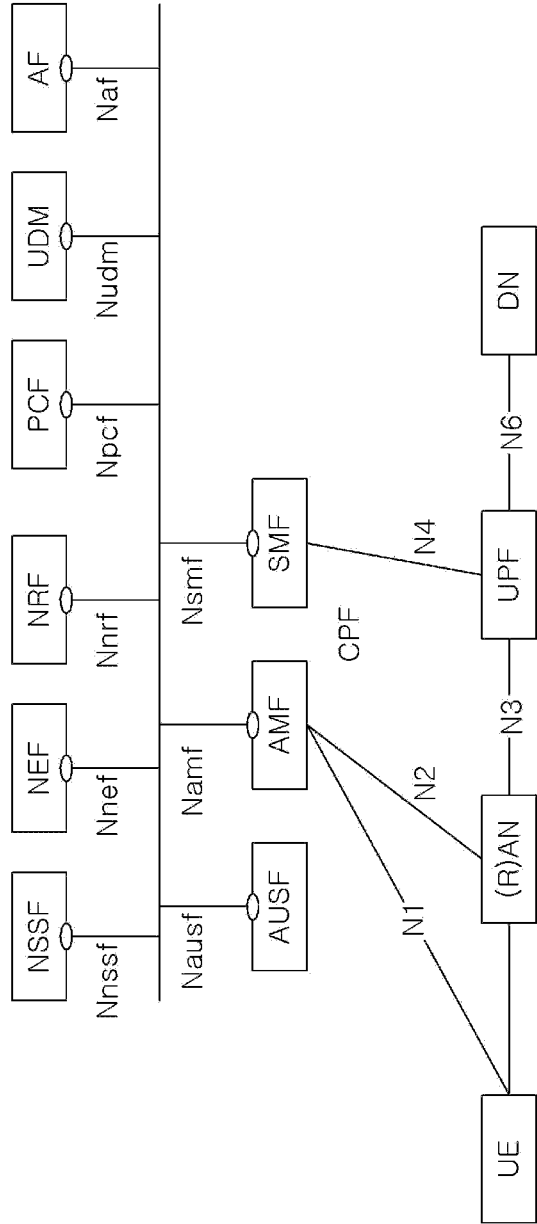 NSSF
NEF
NRF
PCF
UDM
AF
Nnssf
Nnef
Nnrf
Npcf
Nudm
Naf
Nausf
Namf
Nsmf
AUSF
AMF
SMF
CPF
N1
N2
N4
UE
(R)AN
N3
UPF
N6
DN